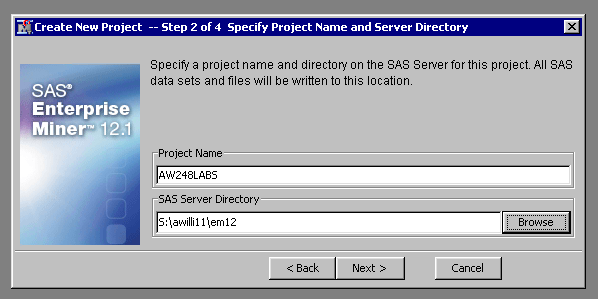 Create New Project -- Step 2 of 4 Specify Project Name and Server Directory
Specify a project name and directory on the SAS Server for this project. All SAS
data sets and files will be written to this location.
SAS®
Enterprise
Miner™ 12.1
Project Name
AW248LABS
SAS Server Directory
S:\awilli11\em12
Browse
< Back
Next >
Cancel